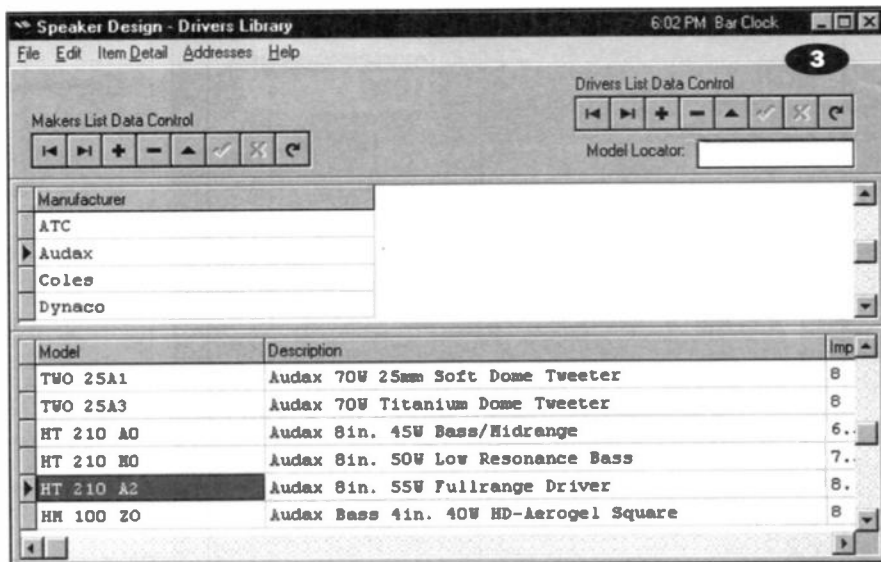 Speaker Design - Drivers Library 6:02 PM Bar Clock
File Edit Item Detail Addresses Help
3
Drivers List Data Control
Makers List Data Control
Model Locator:
Manufacturer
ATC
Audax
Coles
Dynaco
Model Description Imp
TWO 25A1 Audax 70W 25mm Soft Dome Tweeter 8
TWO 25A3 Audax 70W Titanium Dome Tweeter 8
HT 210 A0 Audax 8in. 45W Bass/Midrange 6..
HT 210 M0 Audax 8in. 50W Low Resonance Bass 7..
HT 210 A2 Audax 8in. 55W Fullrange Driver 8.
HM 100 Z0 Audax Bass 4in. 40W HD-Aerogel Square 8